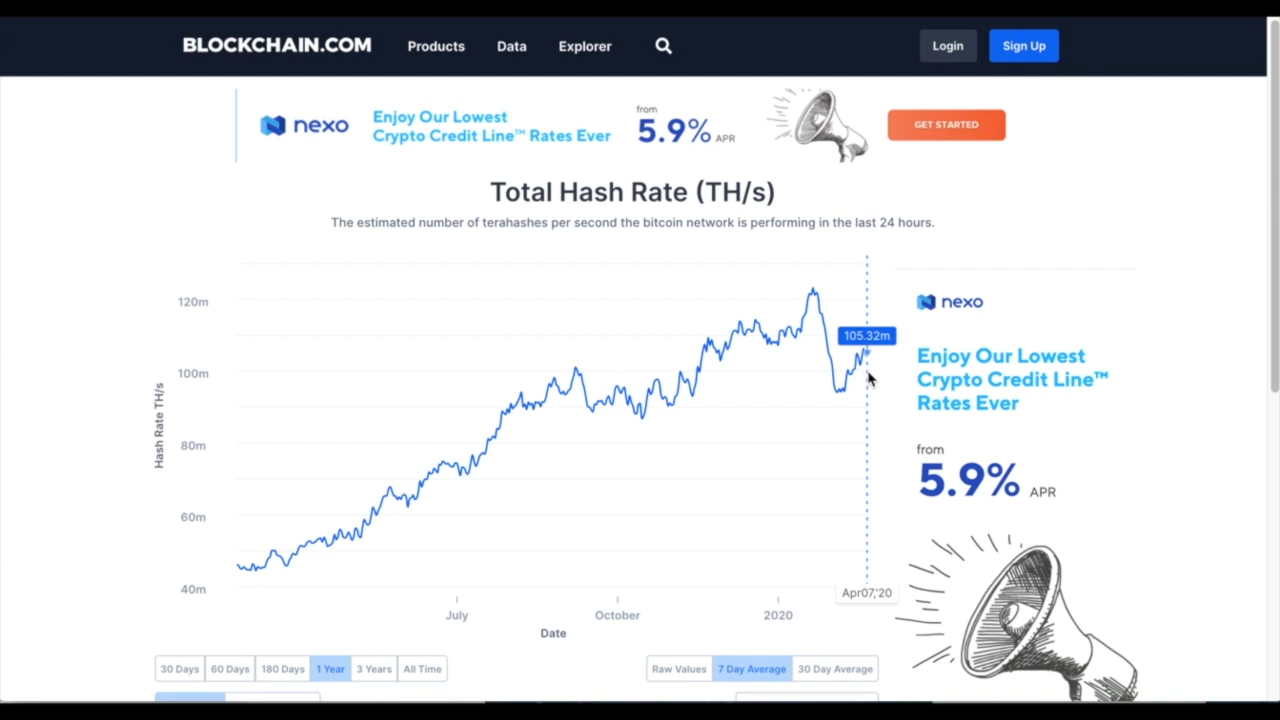 BLOCKCHAIN.COM Products Data Explorer Login Sign Up
nexo
Enjoy Our Lowest
Crypto Credit Line™ Rates Ever
from
5.9% APR
GET STARTED
Total Hash Rate (TH/s)
The estimated number of terahashes per second the bitcoin network is performing in the last 24 hours.
Hash Rate TH/s
120m
100m
80m
60m
40m
105.32m
Apr07,'20
July October 2020
Date
30 Days 60 Days 180 Days 1 Year 3 Years All Time
Raw Values 7 Day Average 30 Day Average
nexo
Enjoy Our Lowest
Crypto Credit Line™
Rates Ever
from
5.9% APR